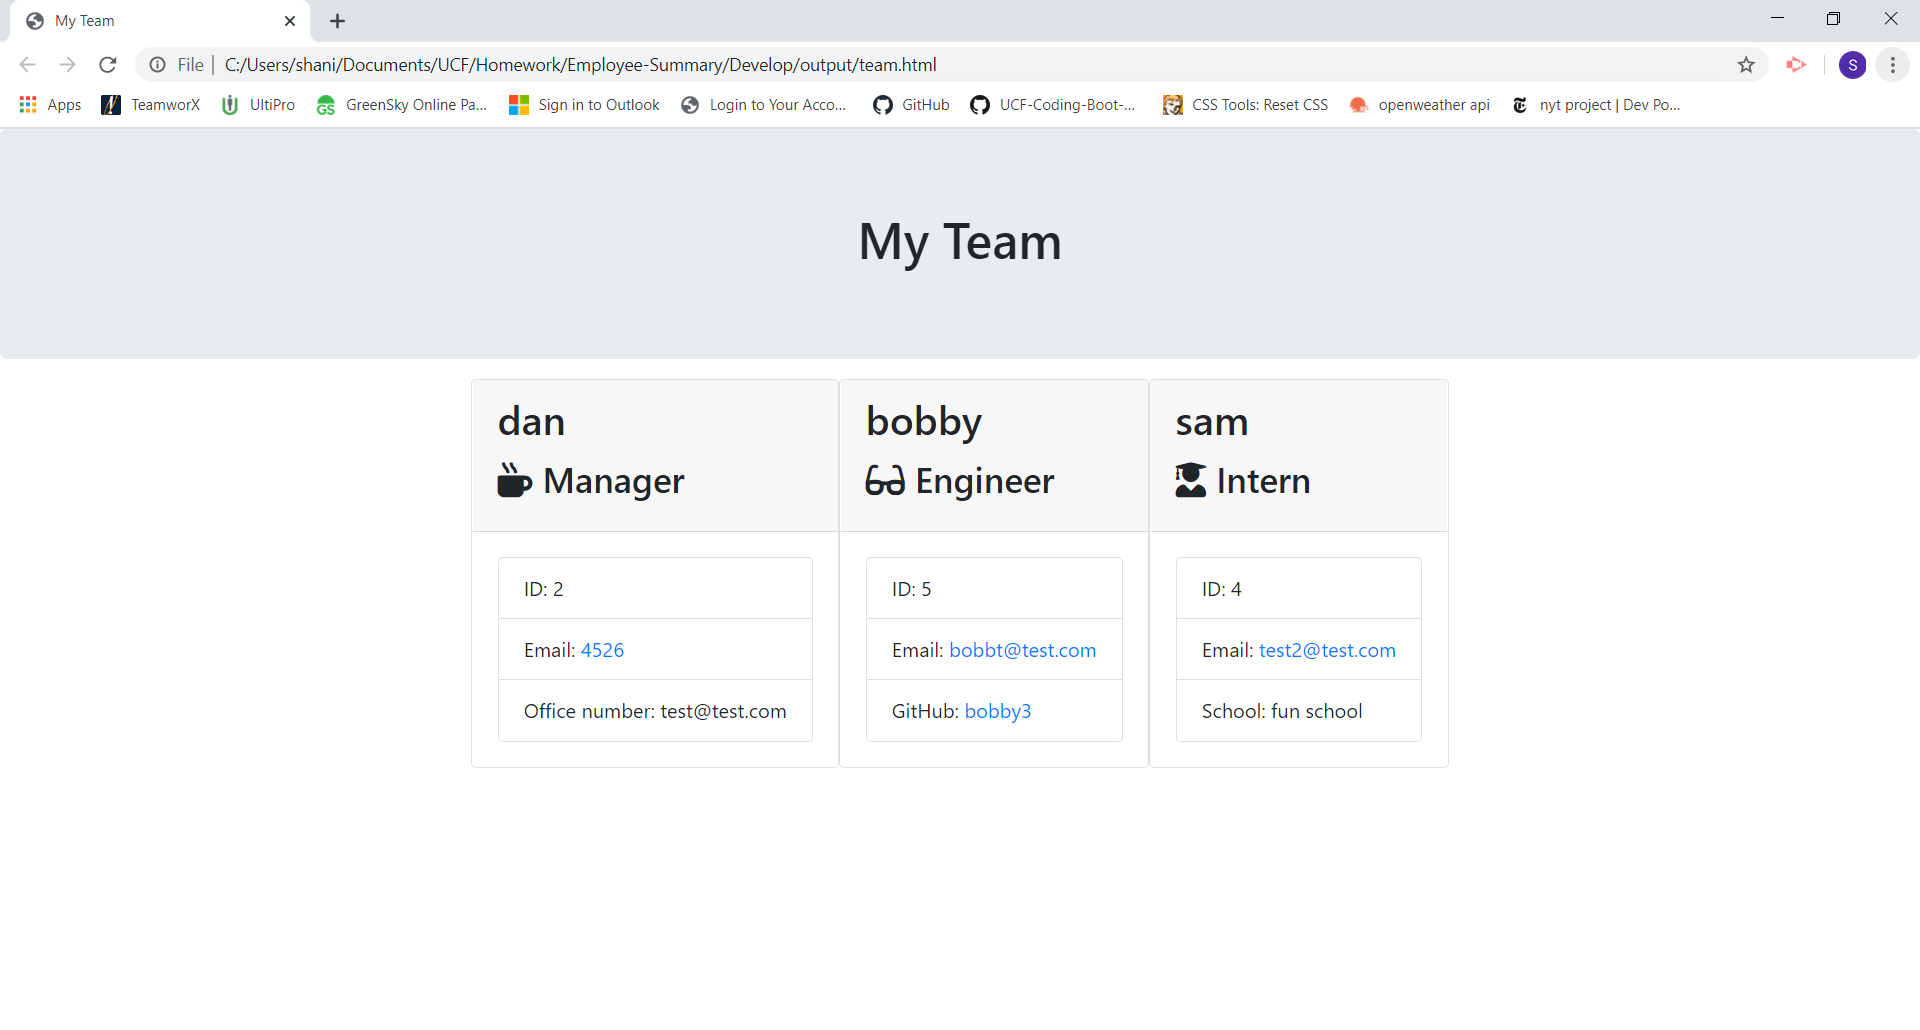 My Team
File | C:/Users/shani/Documents/UCF/Homework/Employee-Summary/Develop/output/team.html
S
Apps TeamworX UltiPro GreenSky Online Pa... Sign in to Outlook Login to Your Acco... GitHub UCF-Coding-Boot-... CSS Tools: Reset CSS openweather api nyt project | Dev Po...
My Team
dan
Manager
ID: 2
Email: 4526
Office number: test@test.com
bobby
Engineer
ID: 5
Email: bobbt@test.com
GitHub: bobby3
sam
Intern
ID: 4
Email: test2@test.com
School: fun school